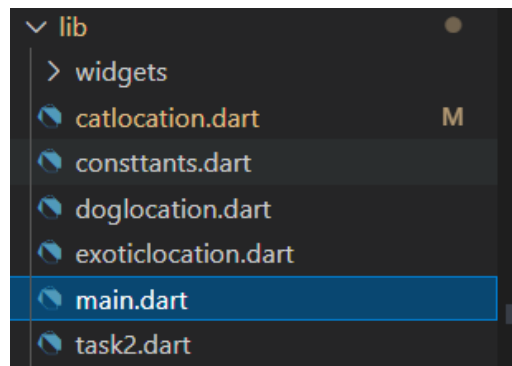 lib
widgets
catlocation.dart M
consttants.dart
doglocation.dart
exoticlocation.dart
main.dart
task2.dart